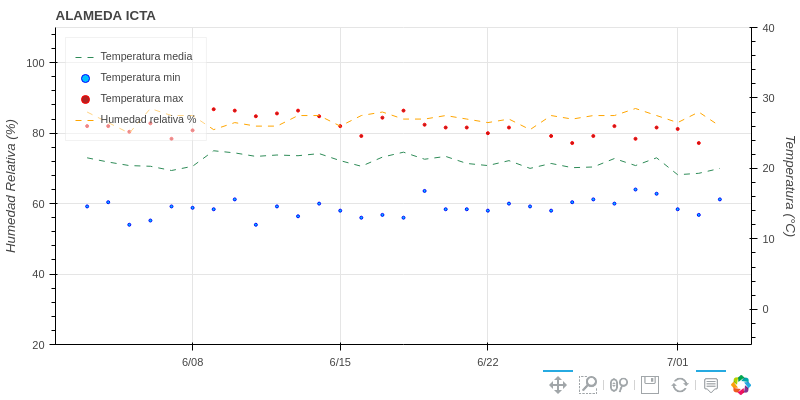 ALAMEDA ICTA
Temperatura media
Temperatura min
Temperatura max
Humedad relativa %
Humedad Relativa (%)
100
80
60
40
20
Temperatura (°C)
40
30
20
10
0
6/08
6/15
6/22
7/01